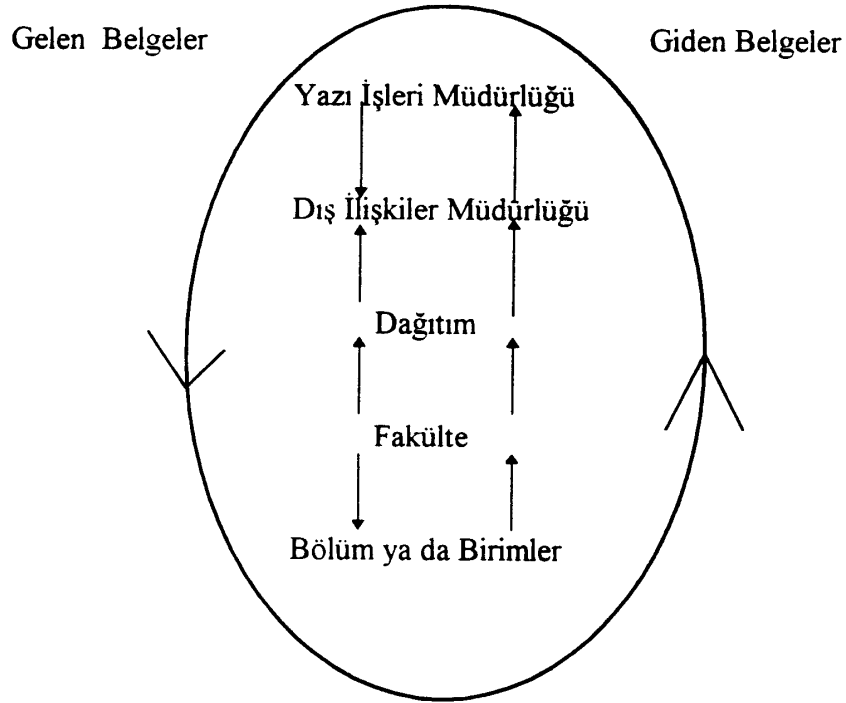 Gelen Belgeler
Giden Belgeler
Yazı İşleri Müdürlüğü
Dış İlişkiler Müdürlüğü
Dağıtım
Fakülte
Bölüm ya da Birimler